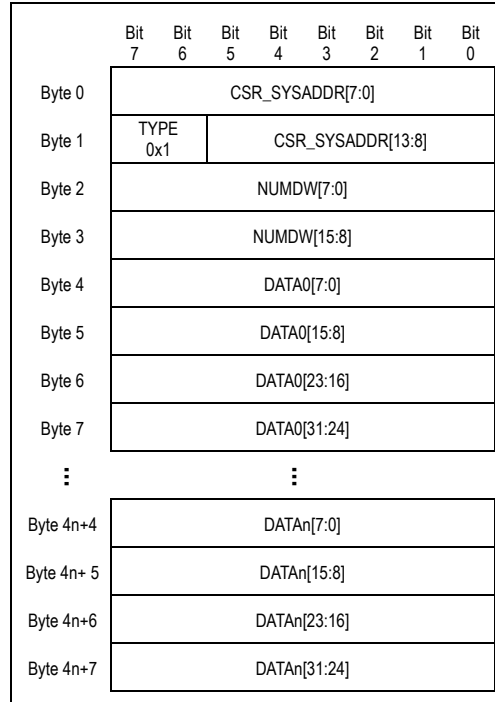 Bit Bit Bit Bit Bit Bit Bit Bit
7 6 5 4 3 2 1 0
Byte 0 CSR_SYSADDR[7:0]
Byte 1 TYPE 0x1 CSR_SYSADDR[13:8]
Byte 2 NUMDW[7:0]
Byte 3 NUMDW[15:8]
Byte 4 DATA0[7:0]
Byte 5 DATA0[15:8]
Byte 6 DATA0[23:16]
Byte 7 DATA0[31:24]
⋮ ⋮
Byte 4n+4 DATAn[7:0]
Byte 4n+ 5 DATAn[15:8]
Byte 4n+6 DATAn[23:16]
Byte 4n+7 DATAn[31:24]